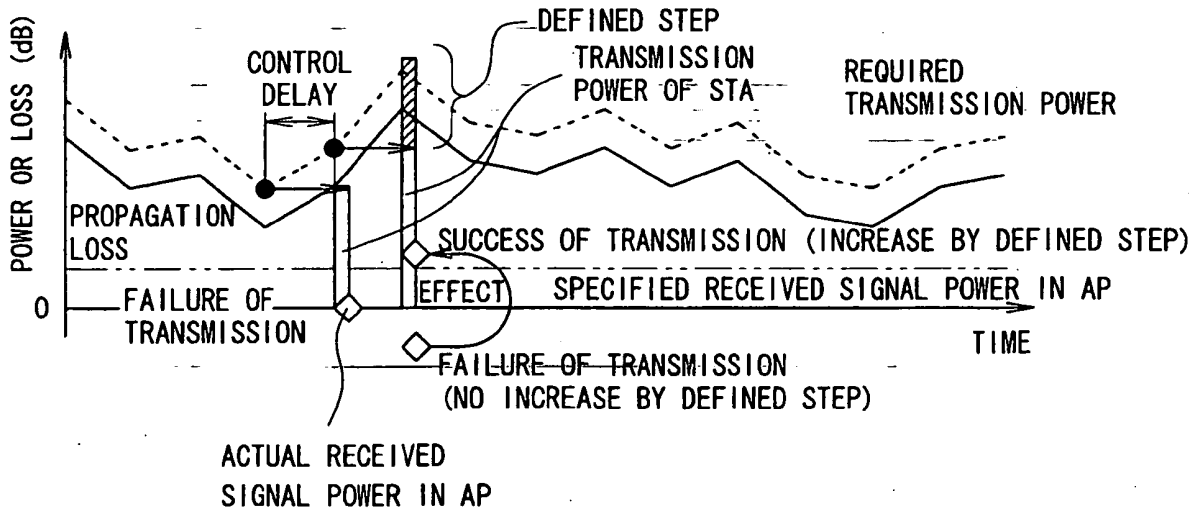 POWER OR LOSS (dB)
DEFINED STEP
CONTROL
DELAY
TRANSMISSION
POWER OF STA
REQUIRED
TRANSMISSION POWER
PROPAGATION
LOSS
SUCCESS OF TRANSMISSION (INCREASE BY DEFINED STEP)
0
FAILURE OF
TRANSMISSION
EFFECT
SPECIFIED RECEIVED SIGNAL POWER IN AP
TIME
FAILURE OF TRANSMISSION
(NO INCREASE BY DEFINED STEP)
ACTUAL RECEIVED
SIGNAL POWER IN AP